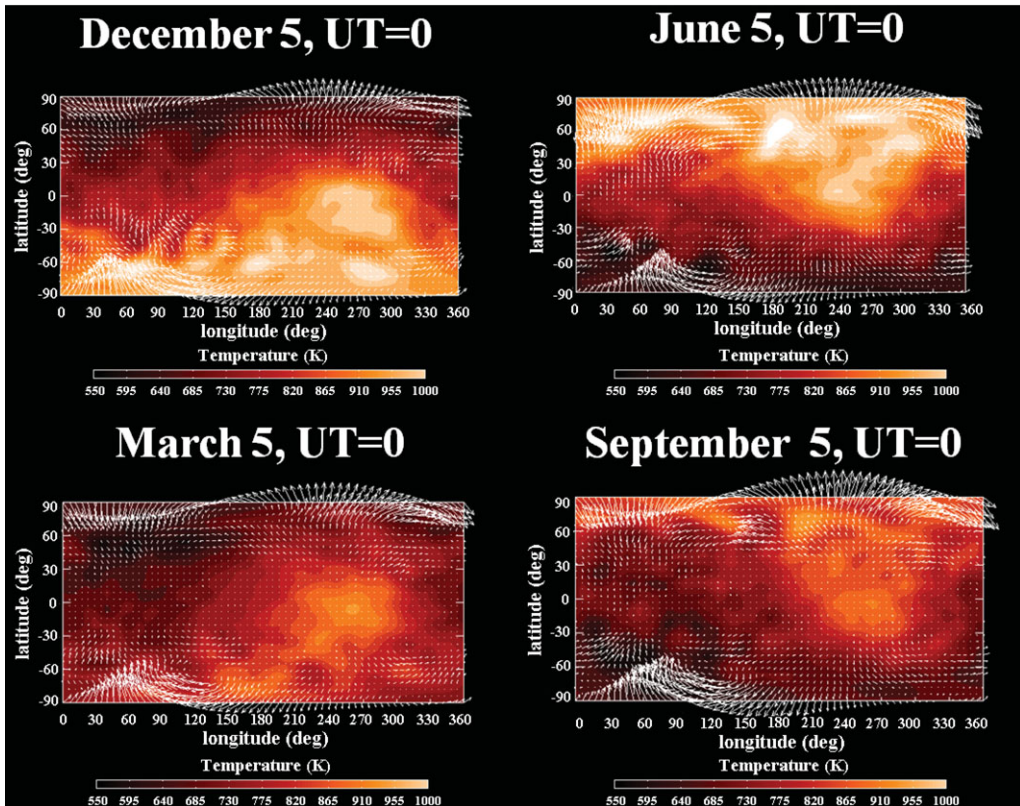 December 5, UT=0
90
60
30
0
-30
-60
-90
latitude (deg)
0 30 60 90 120 150 180 210 240 270 300 330 360
longitude (deg)
Temperature (K)
550 595 640 685 730 775 820 865 910 955 1000
June 5, UT=0
90
60
30
0
-30
-60
-90
latitude (deg)
0 30 60 90 120 150 180 210 240 270 300 330 360
longitude (deg)
Temperature (K)
550 595 640 685 730 775 820 865 910 955 1000
March 5, UT=0
90
60
30
0
-30
-60
-90
latitude (deg)
0 30 60 90 120 150 180 210 240 270 300 330 360
longitude (deg)
Temperature (K)
550 595 640 685 730 775 820 865 910 955 1000
September 5, UT=0
90
60
30
0
-30
-60
-90
latitude (deg)
0 30 60 90 120 150 180 210 240 270 300 330 360
longitude (deg)
Temperature (K)
550 595 640 685 730 775 820 865 910 955 1000